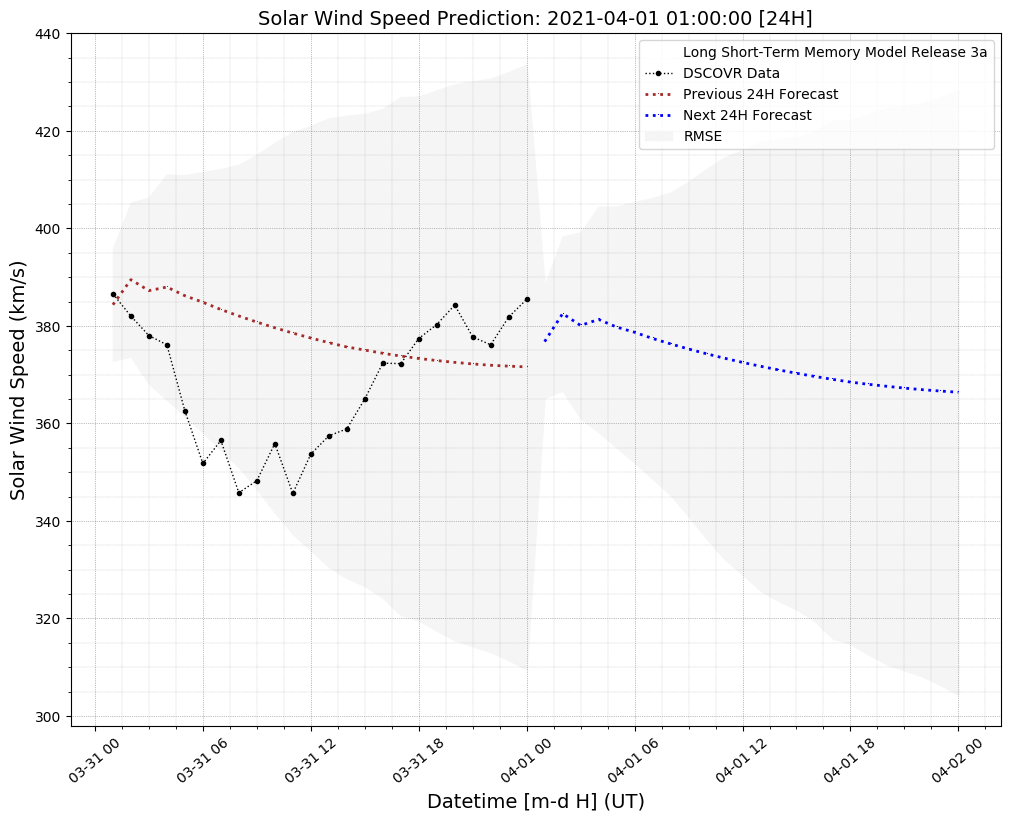 Solar Wind Speed Prediction: 2021-04-01 01:00:00 [24H]
Long Short-Term Memory Model Release 3a
DSCOVR Data
Previous 24H Forecast
Next 24H Forecast
RMSE
Solar Wind Speed (km/s)
440
420
400
380
360
340
320
300
03-31 00
03-31 06
03-31 12
03-31 18
04-01 00
04-01 06
04-01 12
04-01 18
04-02 00
Datetime [m-d H] (UT)